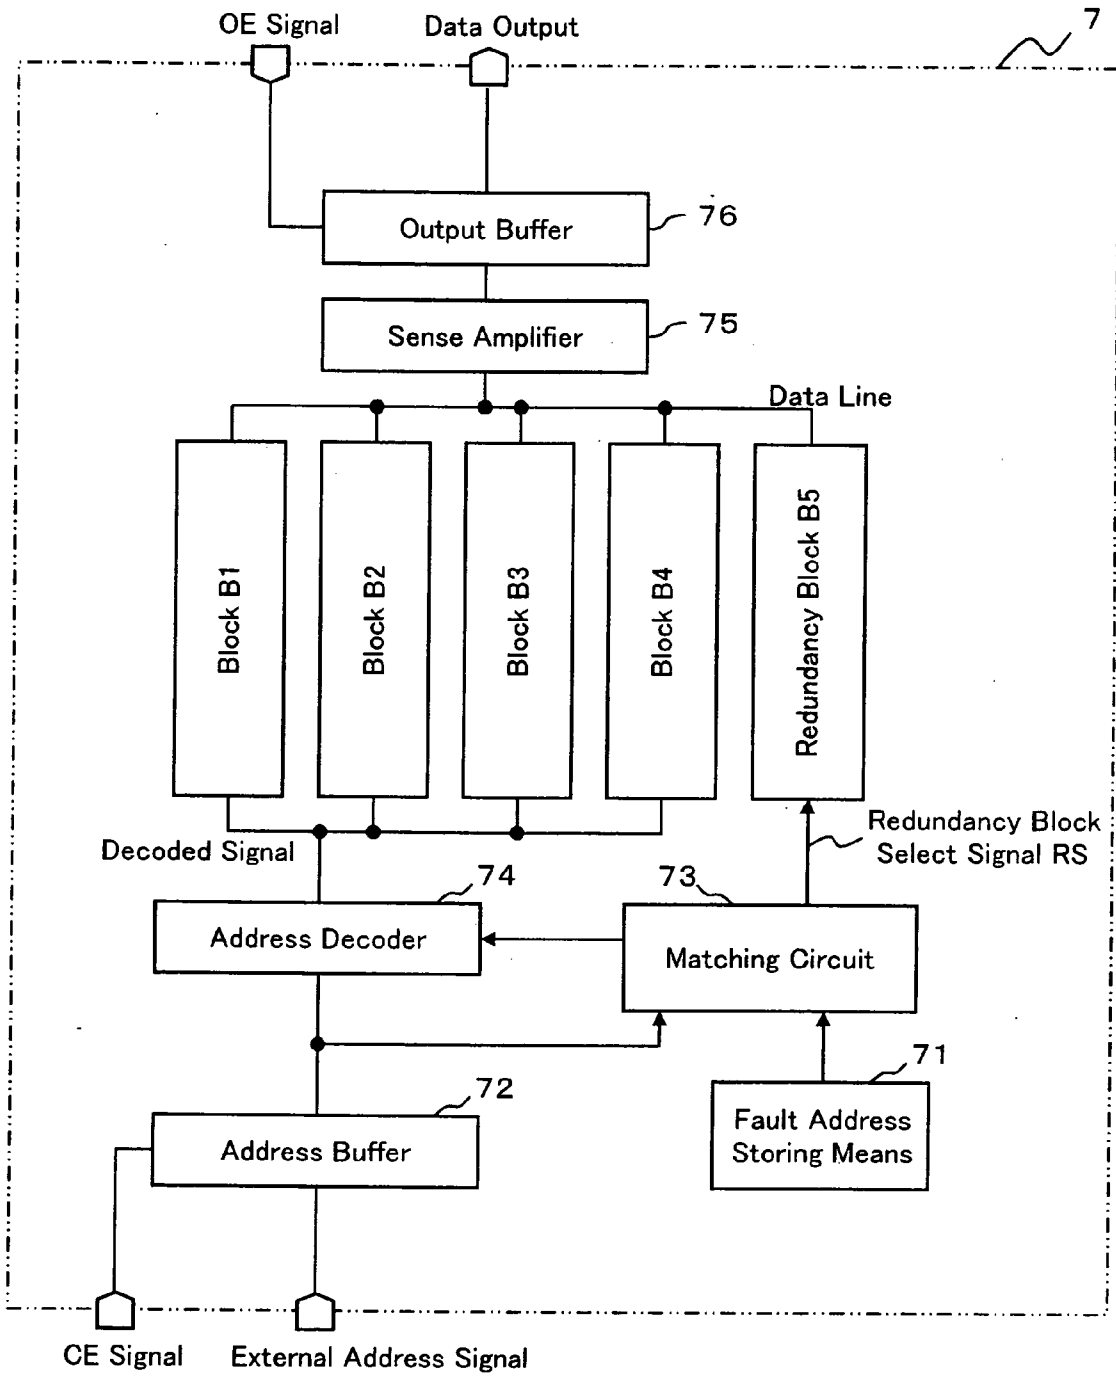 OE Signal
Data Output
7
Output Buffer
76
Sense Amplifier
75
Data Line
Block B1
Block B2
Block B3
Block B4
Redundancy Block B5
Decoded Signal
Redundancy Block
Select Signal RS
74
73
Address Decoder
Matching Circuit
72
71
Address Buffer
Fault Address
Storing Means
CE Signal
External Address Signal